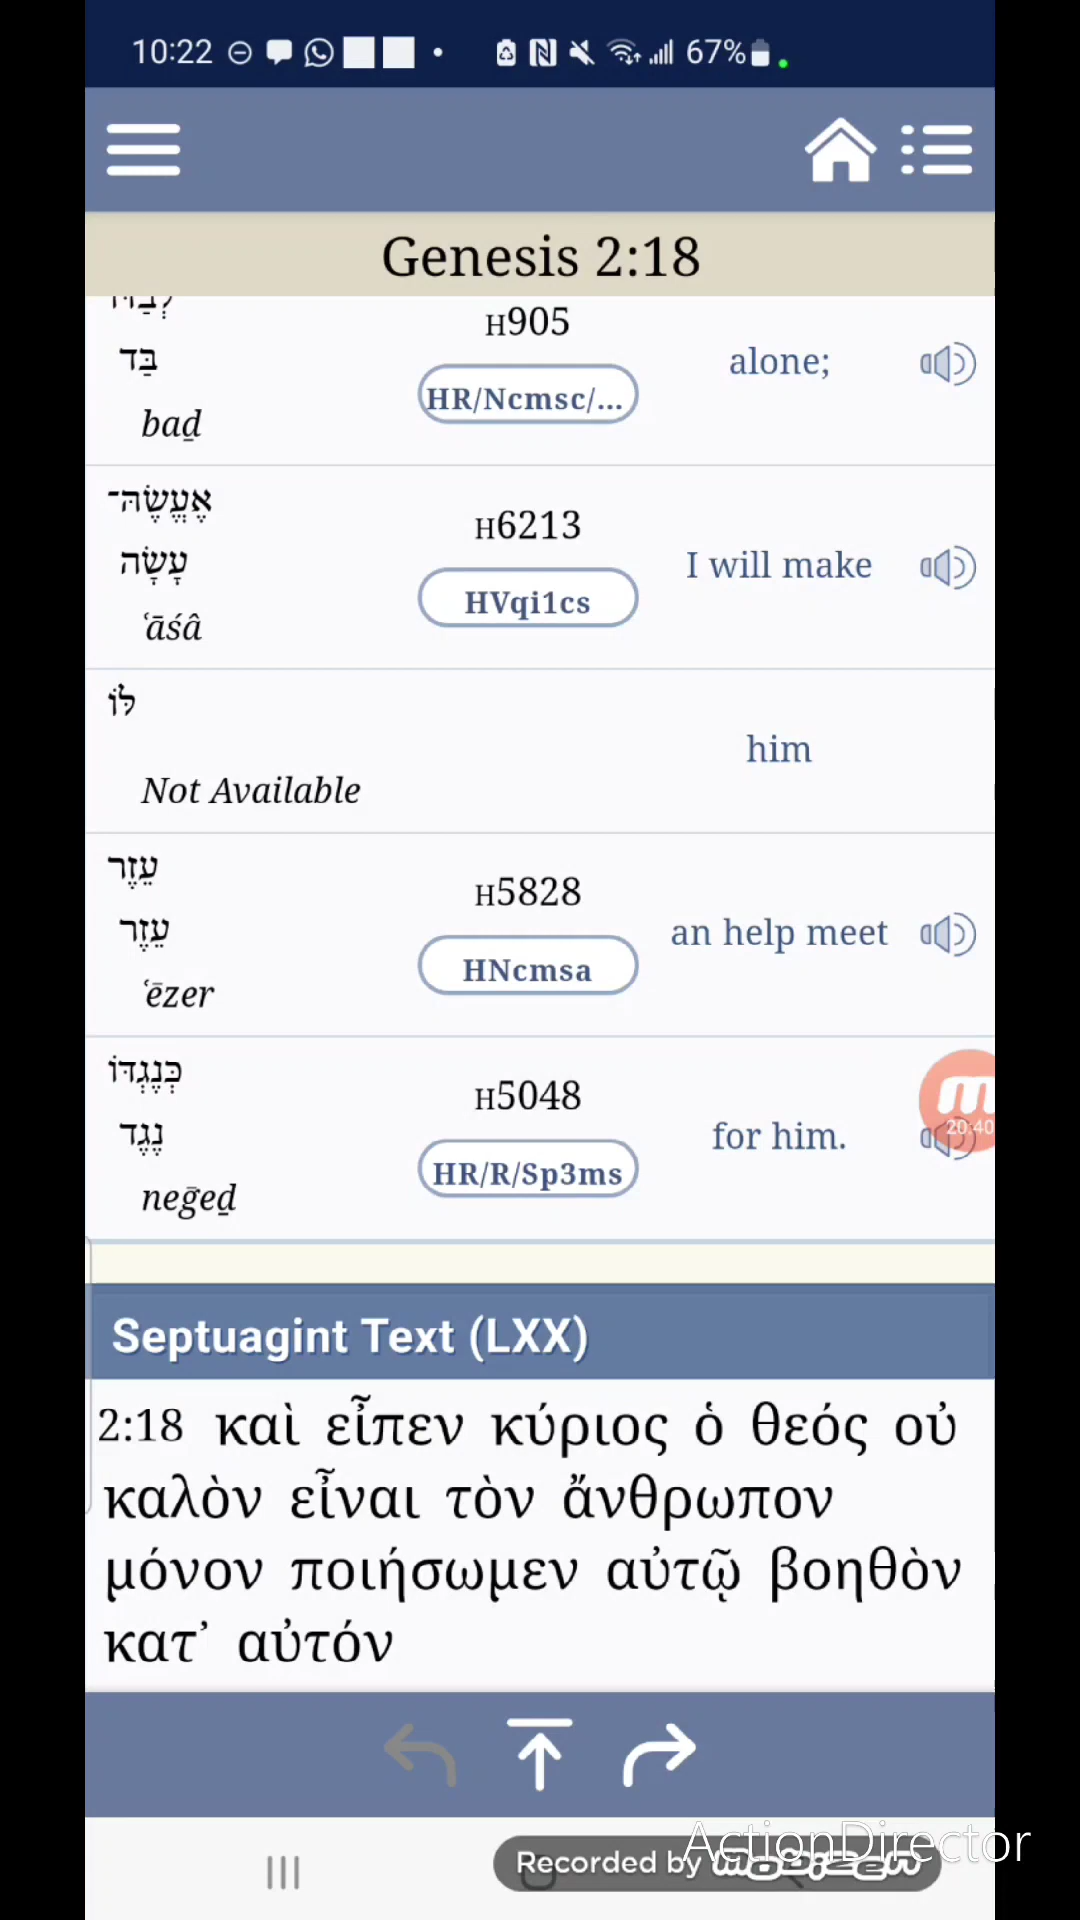 10:22 67%
Genesis 2:18
H905
בַּד
HR/Ncmsc/...
alone;
baḏ
אֶעֱשֶׂהּ־
H6213
עָשָׂה
HVqi1cs
I will make
ʿāśâ
לּוֹ
him
Not Available
עֵזֶר
H5828
עֵזֶר
HNcmsa
an help meet
ʿēzer
כְּנֶגְדּוֹ
H5048
נֶגֶד
HR/R/Sp3ms
for him.
neḡeḏ
20:40
Septuagint Text (LXX)
2:18 καὶ εἶπεν κύριος ὁ θεός οὐ
καλὸν εἶναι τὸν ἄνθρωπον
μόνον ποιήσωμεν αὐτῷ βοηθὸν
κατ᾽ αὐτόν
ActionDirector
Recorded by MOBIZEN